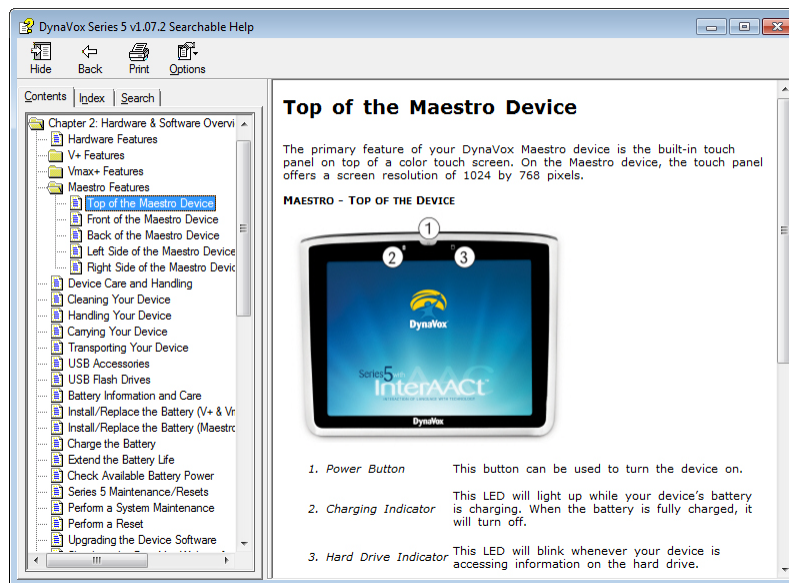 DynaVox Series 5 v1.07.2 Searchable Help
Hide
Back
Print
Options
Contents
Index
Search
Chapter 2: Hardware & Software Overvi
Hardware Features
V+ Features
Vmax+ Features
Maestro Features
Top of the Maestro Device
Front of the Maestro Device
Back of the Maestro Device
Left Side of the Maestro Device
Right Side of the Maestro Devic
Device Care and Handling
Cleaning Your Device
Handling Your Device
Carrying Your Device
Transporting Your Device
USB Accessories
USB Flash Drives
Battery Information and Care
Install/Replace the Battery (V+ & Vm
Install/Replace the Battery (Maestro
Charge the Battery
Extend the Battery Life
Check Available Battery Power
Series 5 Maintenance/Resets
Perform a System Maintenance
Perform a Reset
Upgrading the Device Software
Top of the Maestro Device
The primary feature of your DynaVox Maestro device is the built-in touch
panel on top of a color touch screen. On the Maestro device, the touch panel
offers a screen resolution of 1024 by 768 pixels.
MAESTRO - TOP OF THE DEVICE
1
2
3
DynaVox
Series5 with
InterAACt
INTERACTION OF LANGUAGE WITH TECHNOLOGY
DynaVox
1. Power Button This button can be used to turn the device on.
2. Charging Indicator This LED will light up while your device's battery
is charging. When the battery is fully charged, it
will turn off.
3. Hard Drive Indicator This LED will blink whenever your device is
accessing information on the hard drive.